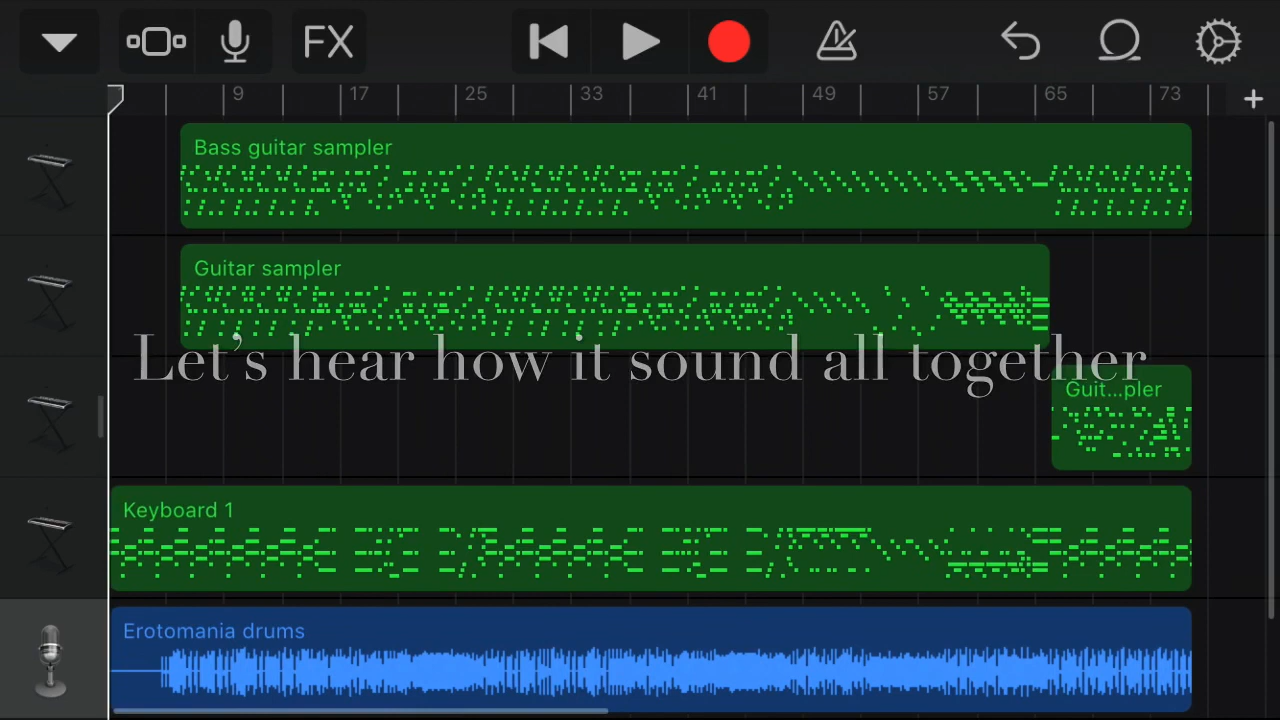 FX
9 17 25 33 41 49 57 65 73
Bass guitar sampler
Guitar sampler
Let’s hear how it sound all together
Guit...pler
Keyboard 1
Erotomania drums